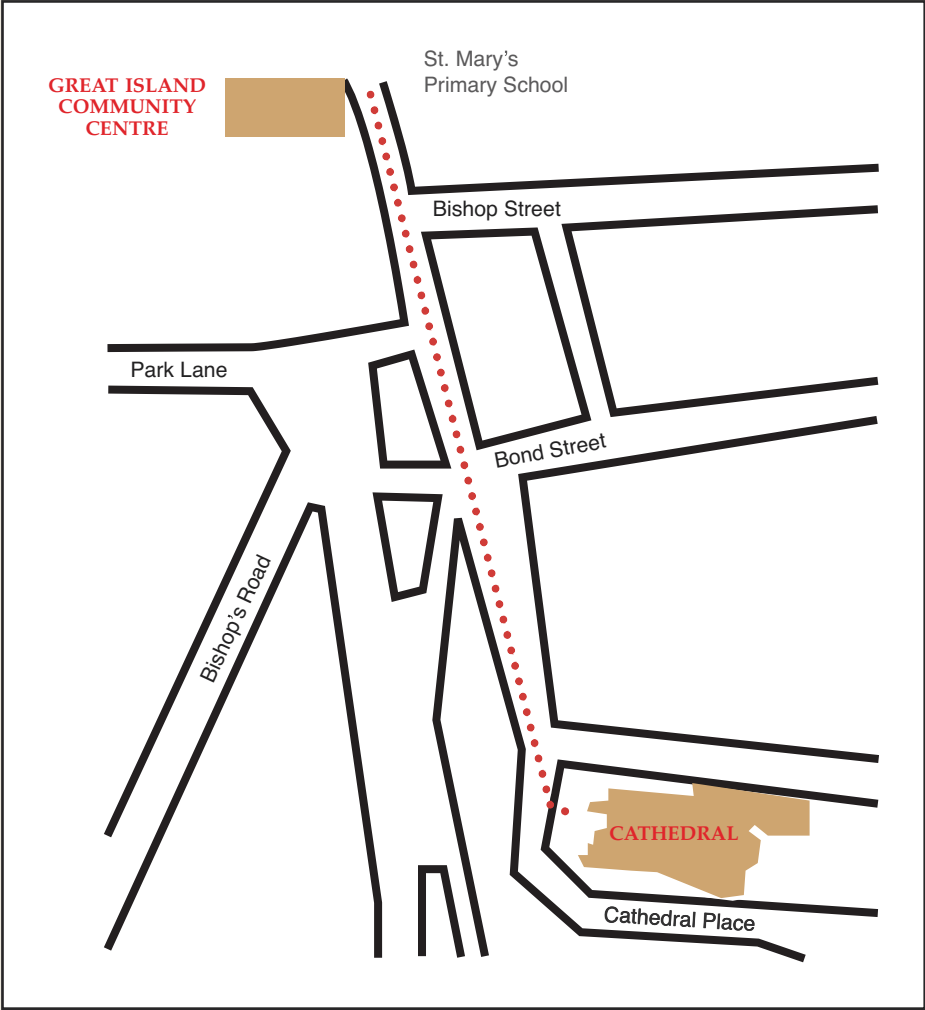 St. Mary's
Primary School
GREAT ISLAND
COMMUNITY
CENTRE
Bishop Street
Park Lane
Bond Street
Bishop's Road
CATHEDRAL
Cathedral Place